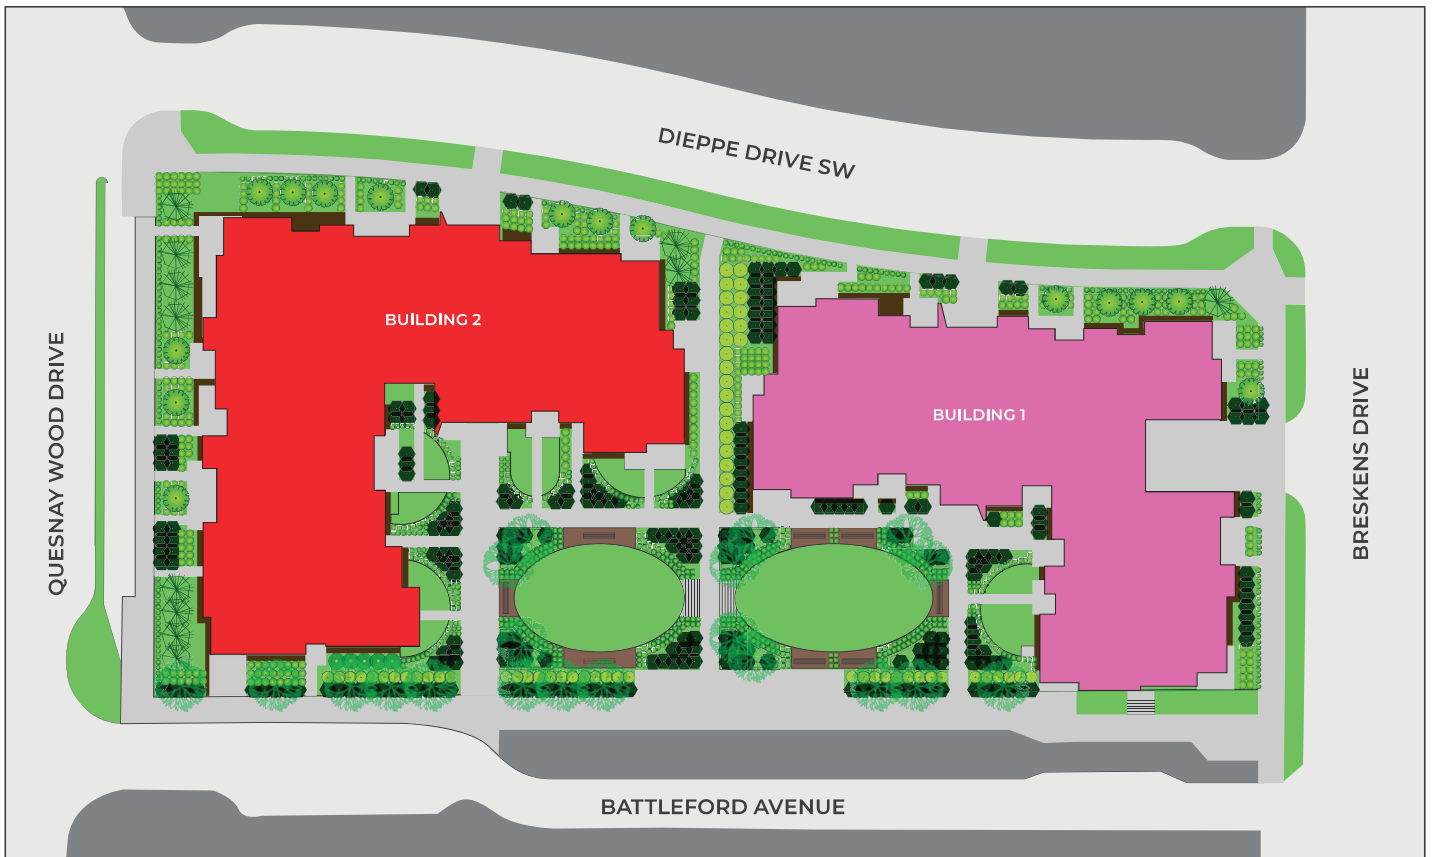 DIEPPE DRIVE SW
BUILDING 2
BUILDING 1
QUESNAY WOOD DRIVE
BRESKENS DRIVE
BATTLEFORD AVENUE